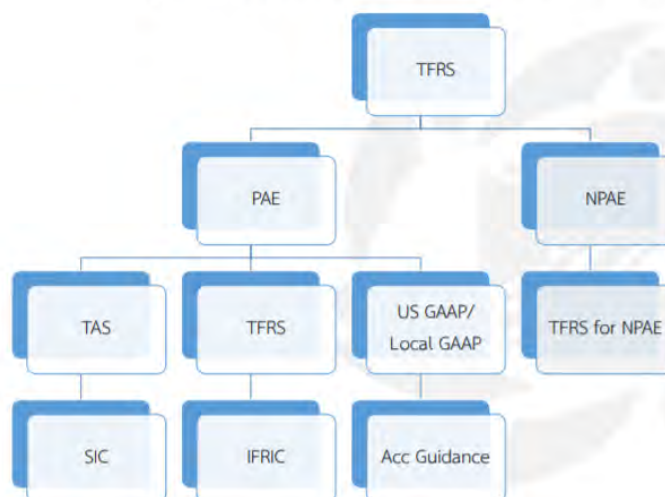 TFRS
PAE
NPAE
TAS
TFRS
US GAAP/
Local GAAP
TFRS for NPAE
SIC
IFRIC
Acc Guidance